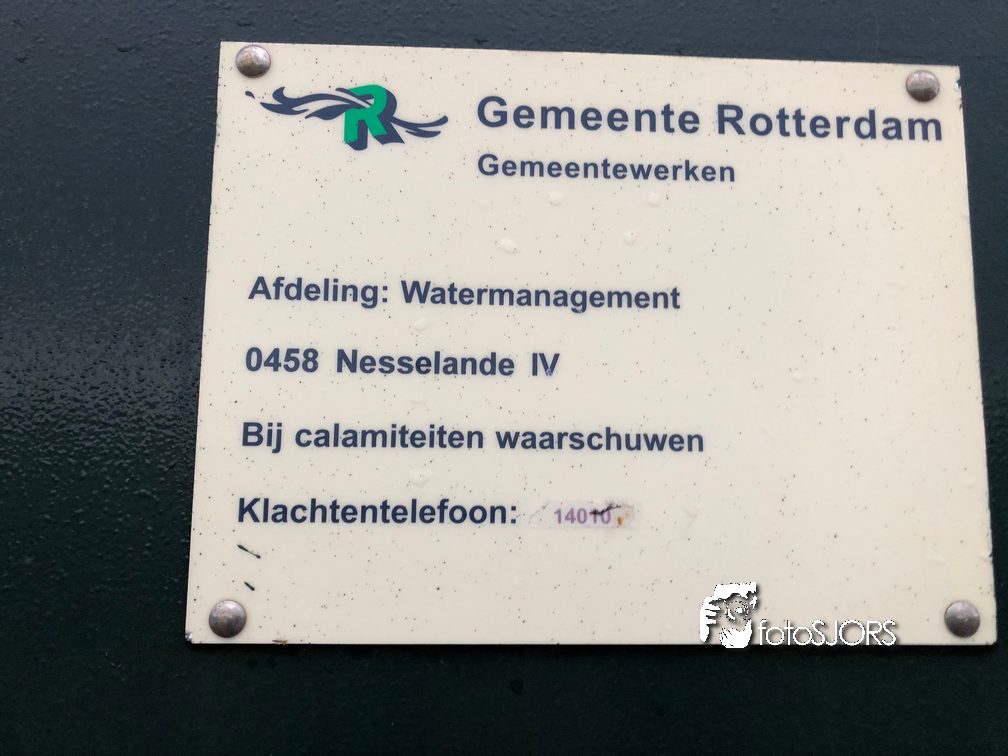 R
Gemeente Rotterdam
Gemeentewerken
Afdeling: Watermanagement
0458 Nesselande IV
Bij calamiteiten waarschuwen
Klachtentelefoon: 14010
fotoSJORS